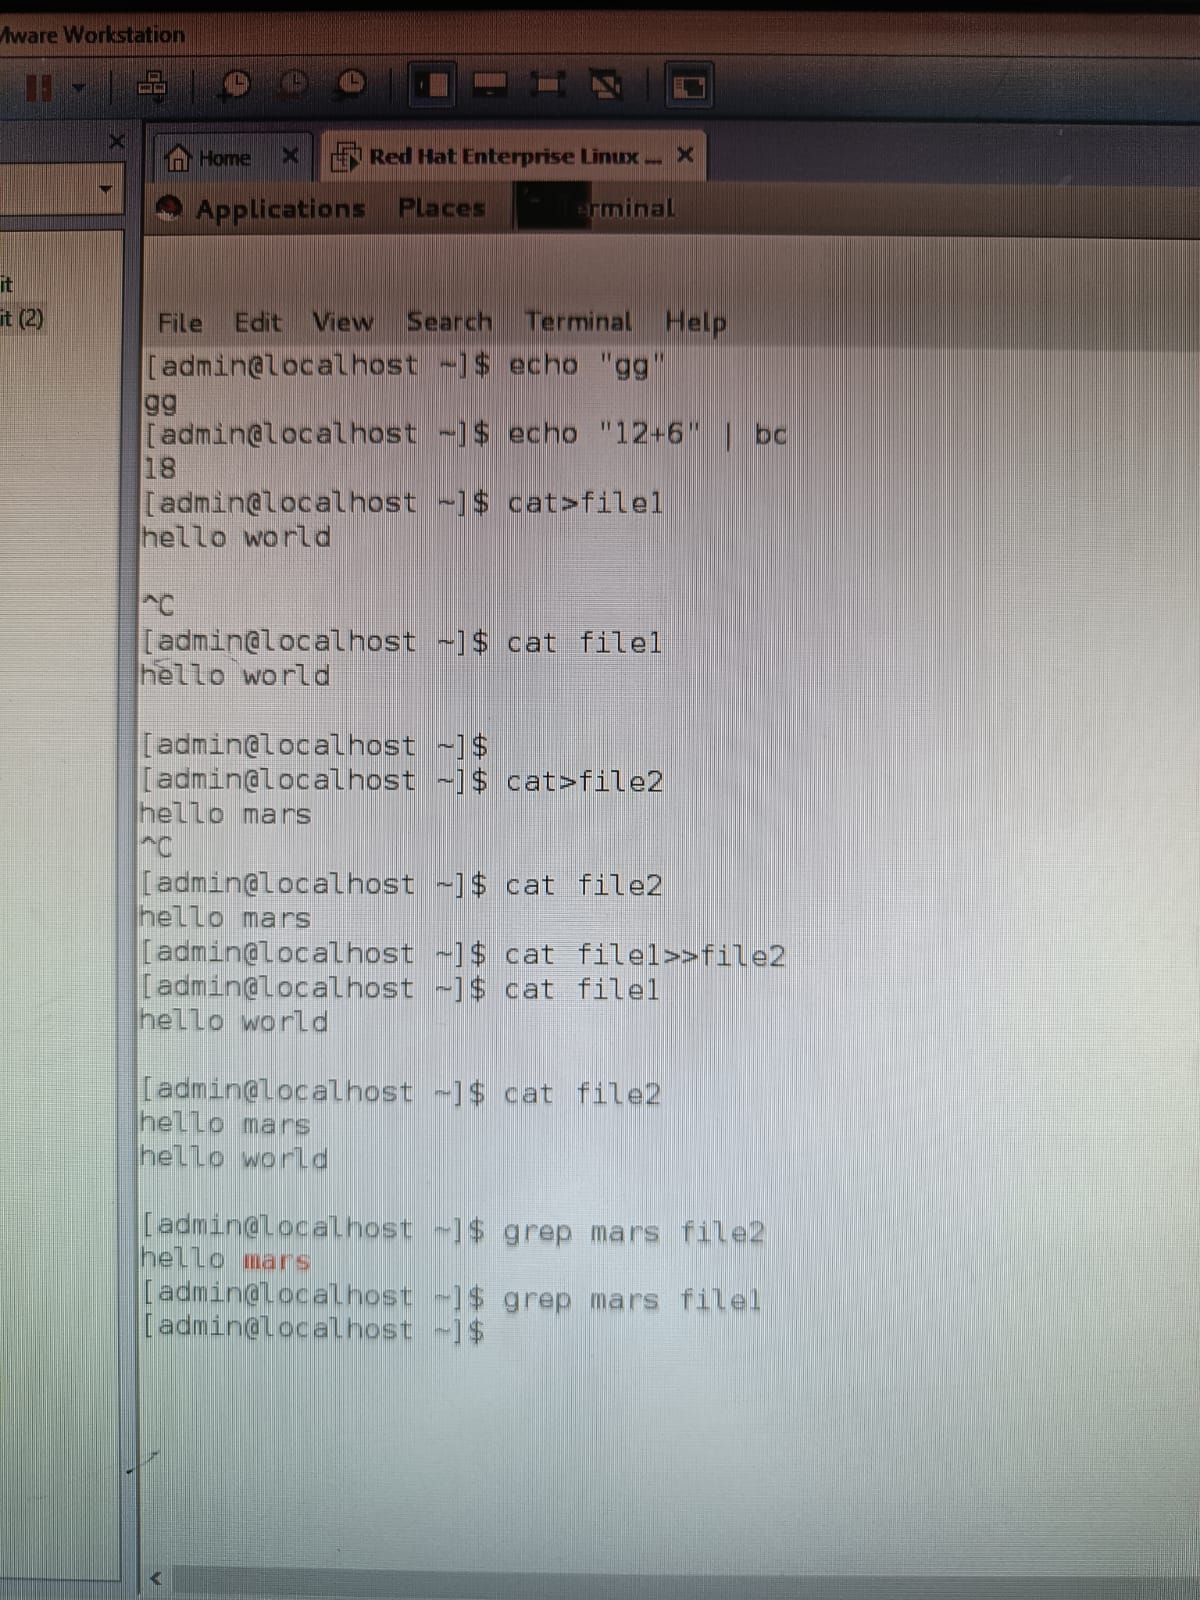 Mware Workstation
Home
Red Hat Enterprise Linux ...
Applications Places rminal
it
it (2)
File Edit View Search Terminal Help
[admin@localhost ~]$ echo "gg"
gg
[admin@localhost ~]$ echo "12+6" | bc
18
[admin@localhost ~]$ cat>file1
hello world
^C
[admin@localhost ~]$ cat file1
hello world
[admin@localhost ~]$
[admin@localhost ~]$ cat>file2
hello mars
^C
[admin@localhost ~]$ cat file2
hello mars
[admin@localhost ~]$ cat file1>>file2
[admin@localhost ~]$ cat file1
hello world
[admin@localhost ~]$ cat file2
hello mars
hello world
[admin@localhost ~]$ grep mars file2
hello mars
[admin@localhost ~]$ grep mars file1
[admin@localhost ~]$